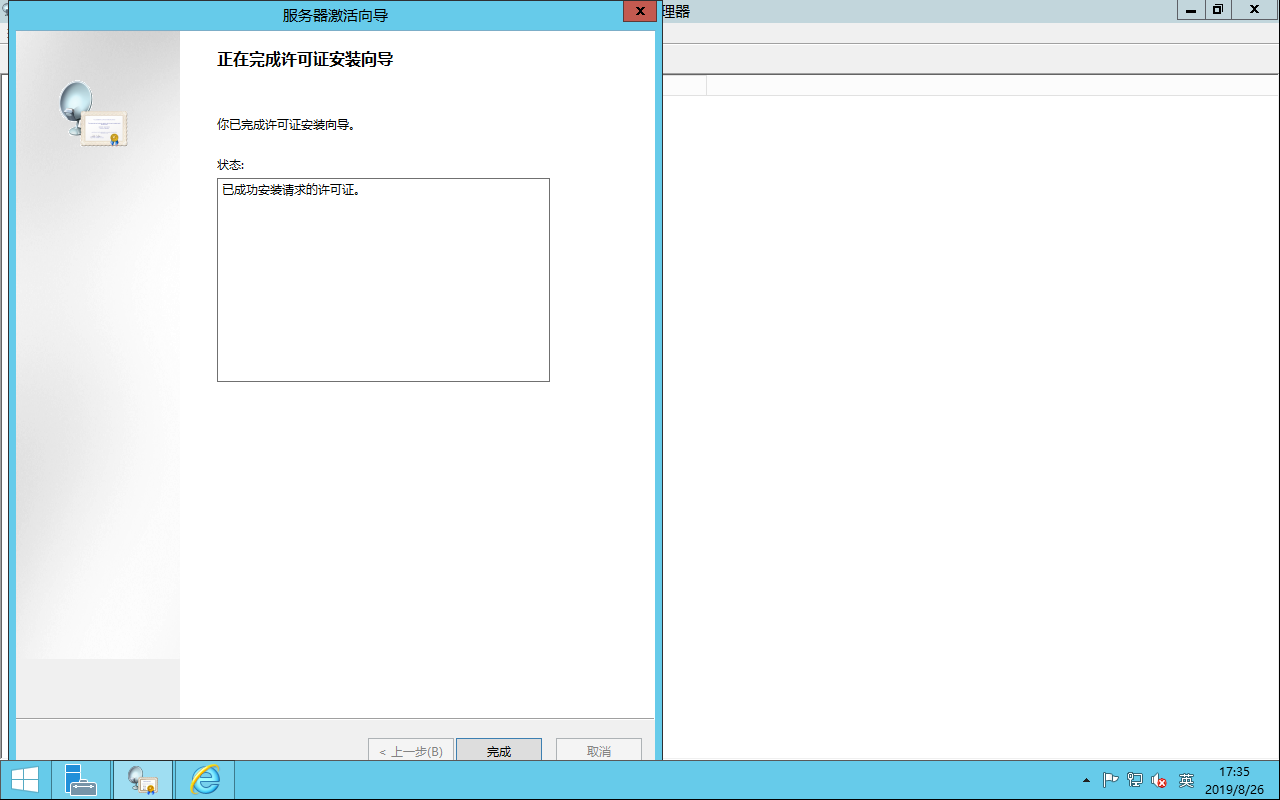 服务器激活向导
理器
正在完成许可证安装向导
你已完成许可证安装向导。
状态:
已成功安装请求的许可证。
< 上一步(B)
完成
取消
英
17:35
2019/8/26